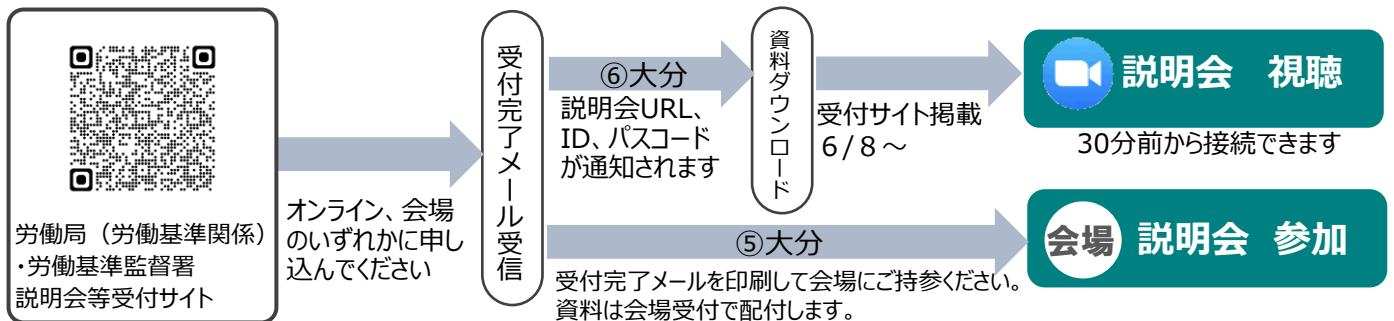 労働局（労働基準関係）
・労働基準監督署
説明会等受付サイト
オンライン、会場
のいずれかに申し
込んでください
受付完了メール受信
⑥大分
説明会URL、
ID、パスコード
が通知されます
資料ダウンロード
受付サイト掲載
６/８～
説明会　視聴
30分前から接続できます
⑤大分
受付完了メールを印刷して会場にご持参ください。
資料は会場受付で配付します。
会場 説明会　参加